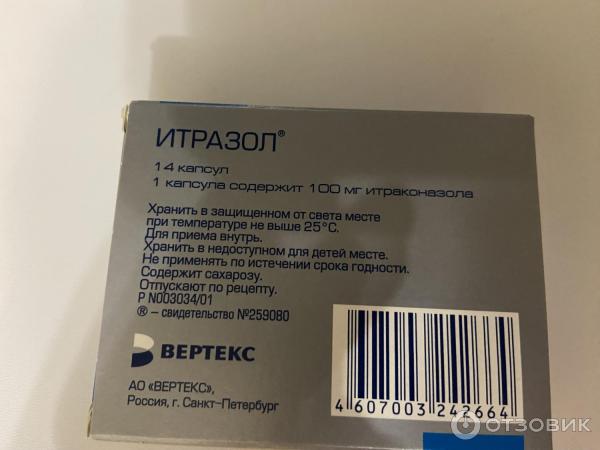 ИТРАЗОЛ®
14 капсул
1 капсула содержит 100 мг итраконазола
Хранить в защищенном от света месте
при температуре не выше 25°С.
Для приема внутрь.
Хранить в недоступном для детей месте.
Не применять по истечении срока годности.
Содержит сахарозу.
Отпускают по рецепту.
Р N003034/01
® – свидетельство №259080
ВЕРТЕКС
АО «ВЕРТЕКС»,
Россия, г. Санкт-Петербург
4 607003 242664
ОТЗОВИК